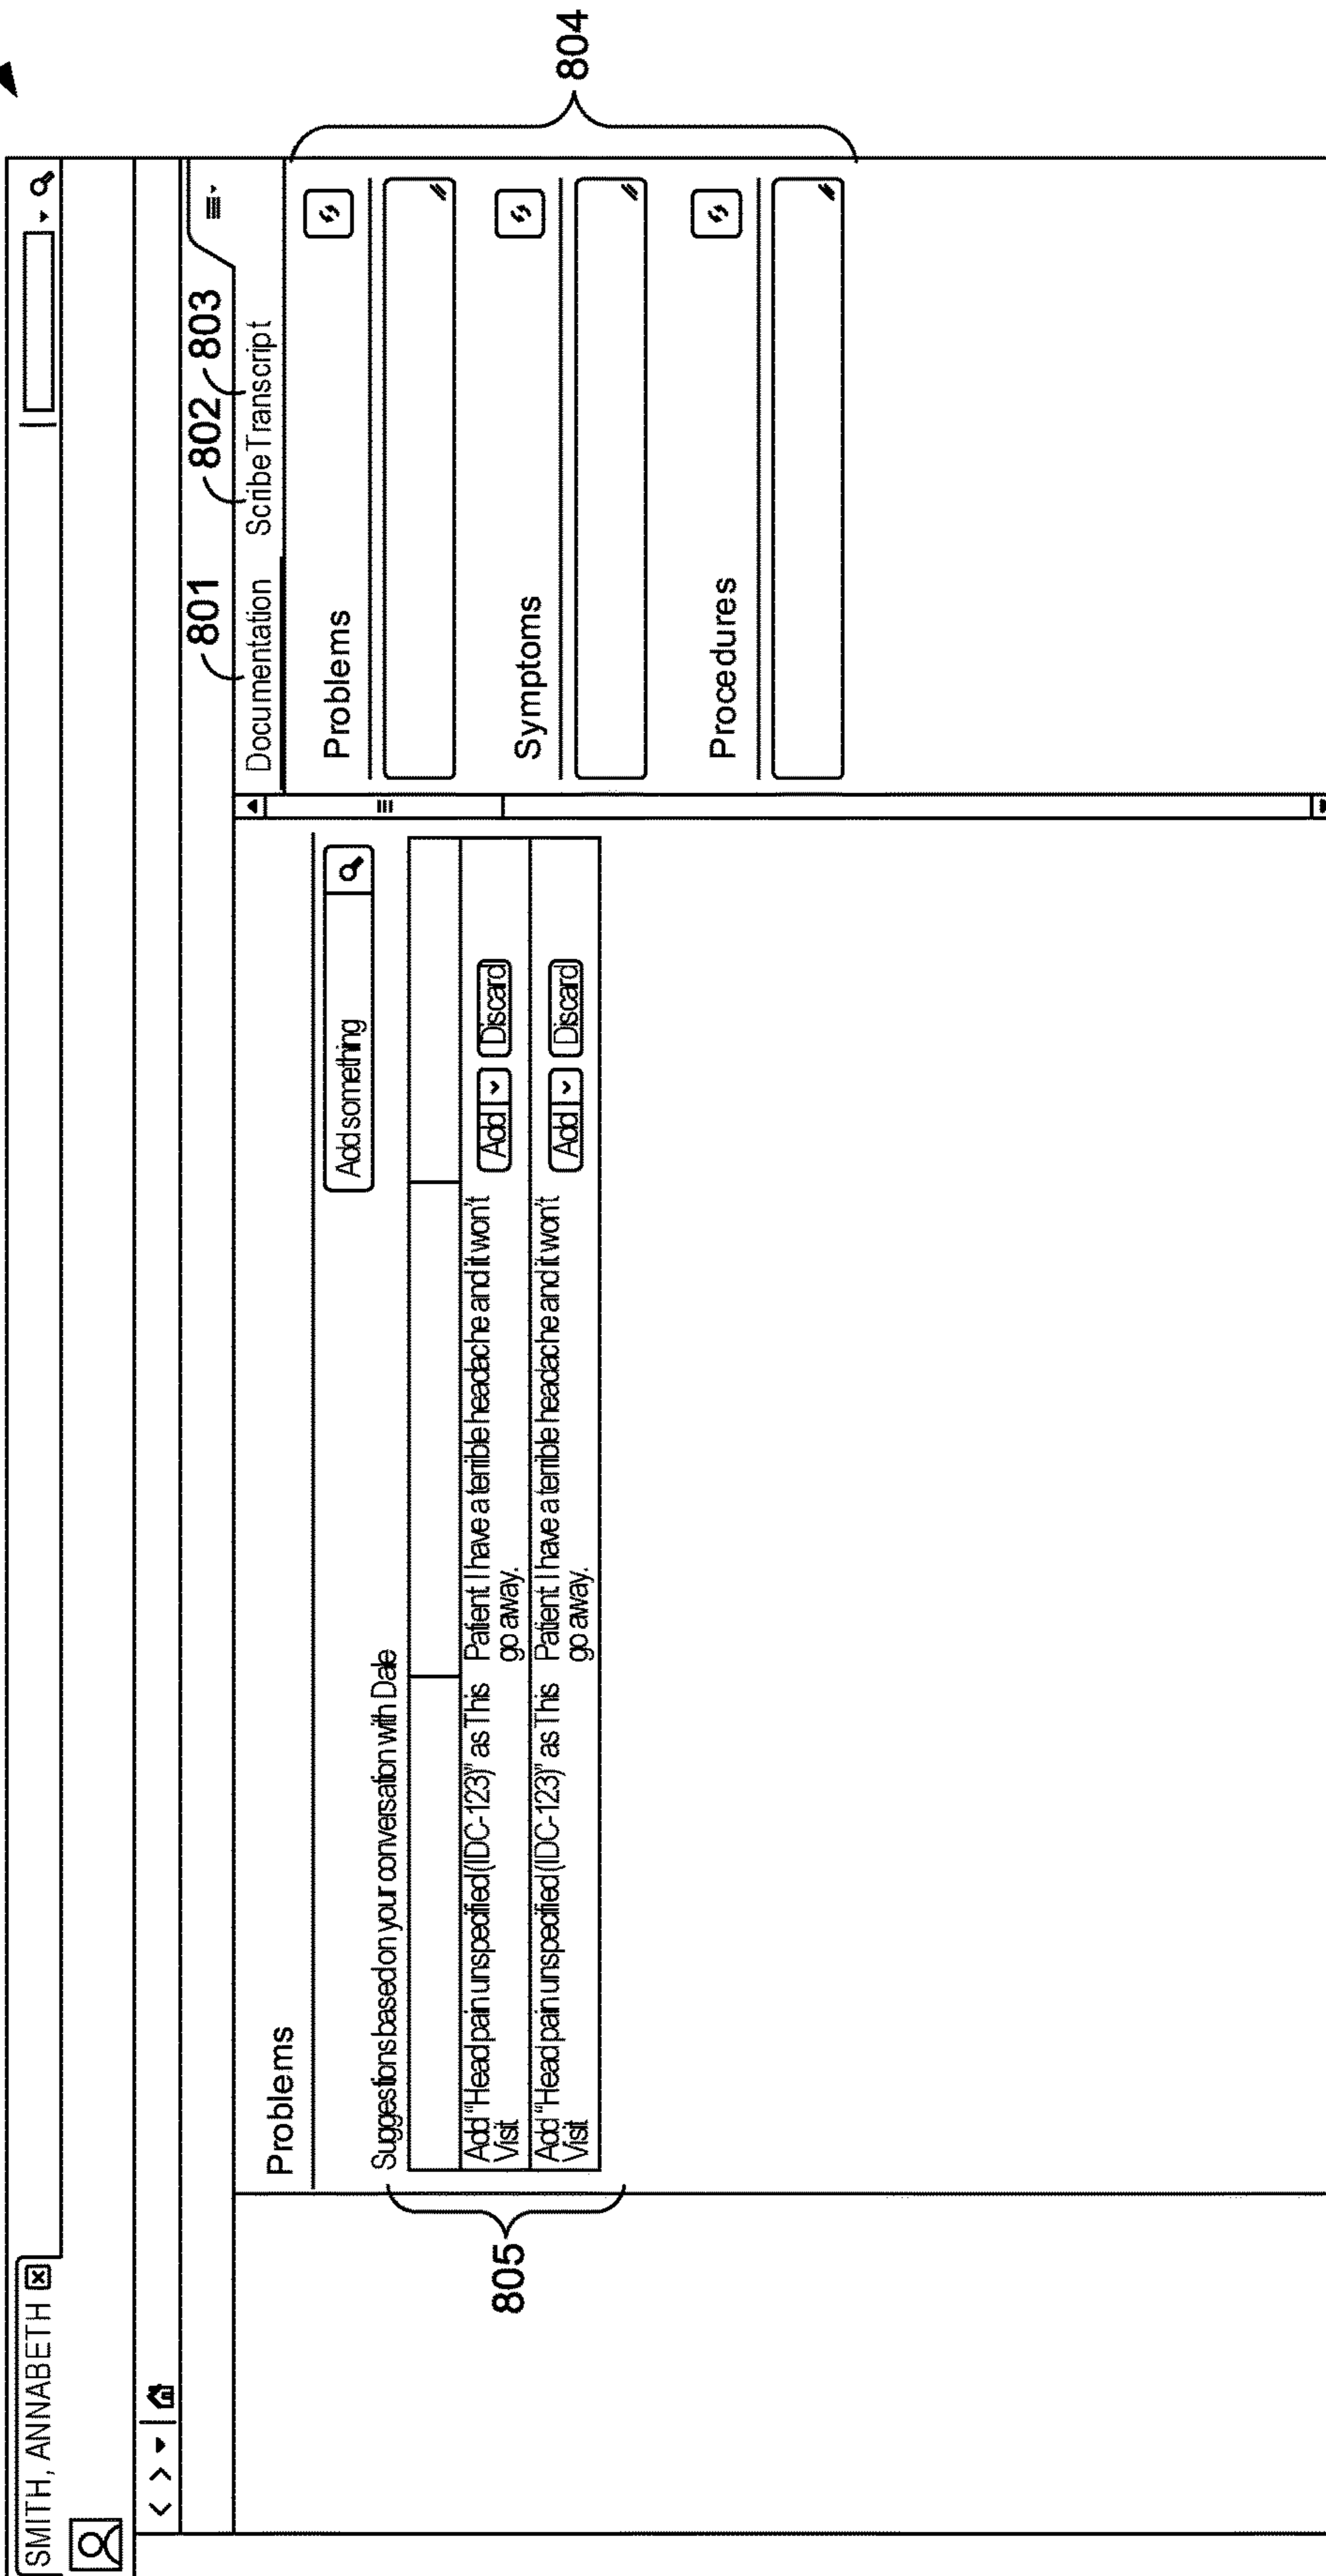 SMITH, ANNABETH
801 802 803
Documentation Scribe Transcript
Problems
Add something
Suggestions based on your conversation with Dale
Add "Head pain unspecified (IDC-123)" as This
Visit
Patient I have a terrible headache and it won't
go away.
Add Discard
Add "Head pain unspecified (IDC-123)" as This
Visit
Patient I have a terrible headache and it won't
go away.
Add Discard
805
Problems
Symptoms
Procedures
804